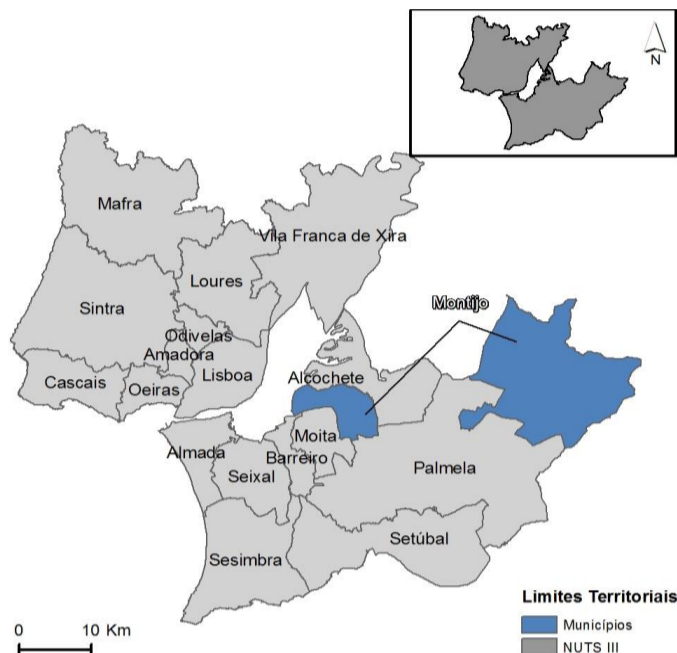 N
Mafra
Vila Franca de Xira
Loures
Sintra
Montijo
Odivelas
Amadora
Cascais
Oeiras
Lisboa
Alcochete
Almada
Moita
Barreiro
Seixal
Palmela
Setúbal
Sesimbra
Limites Territoriais
Municípios
NUTS III
0 10 Km